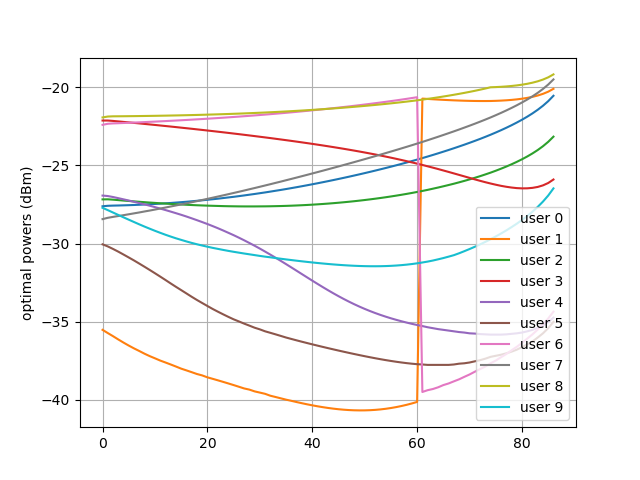 −20
−25
−30
−35
−40
optimal powers (dBm)
0
20
40
60
80
user 0
user 1
user 2
user 3
user 4
user 5
user 6
user 7
user 8
user 9